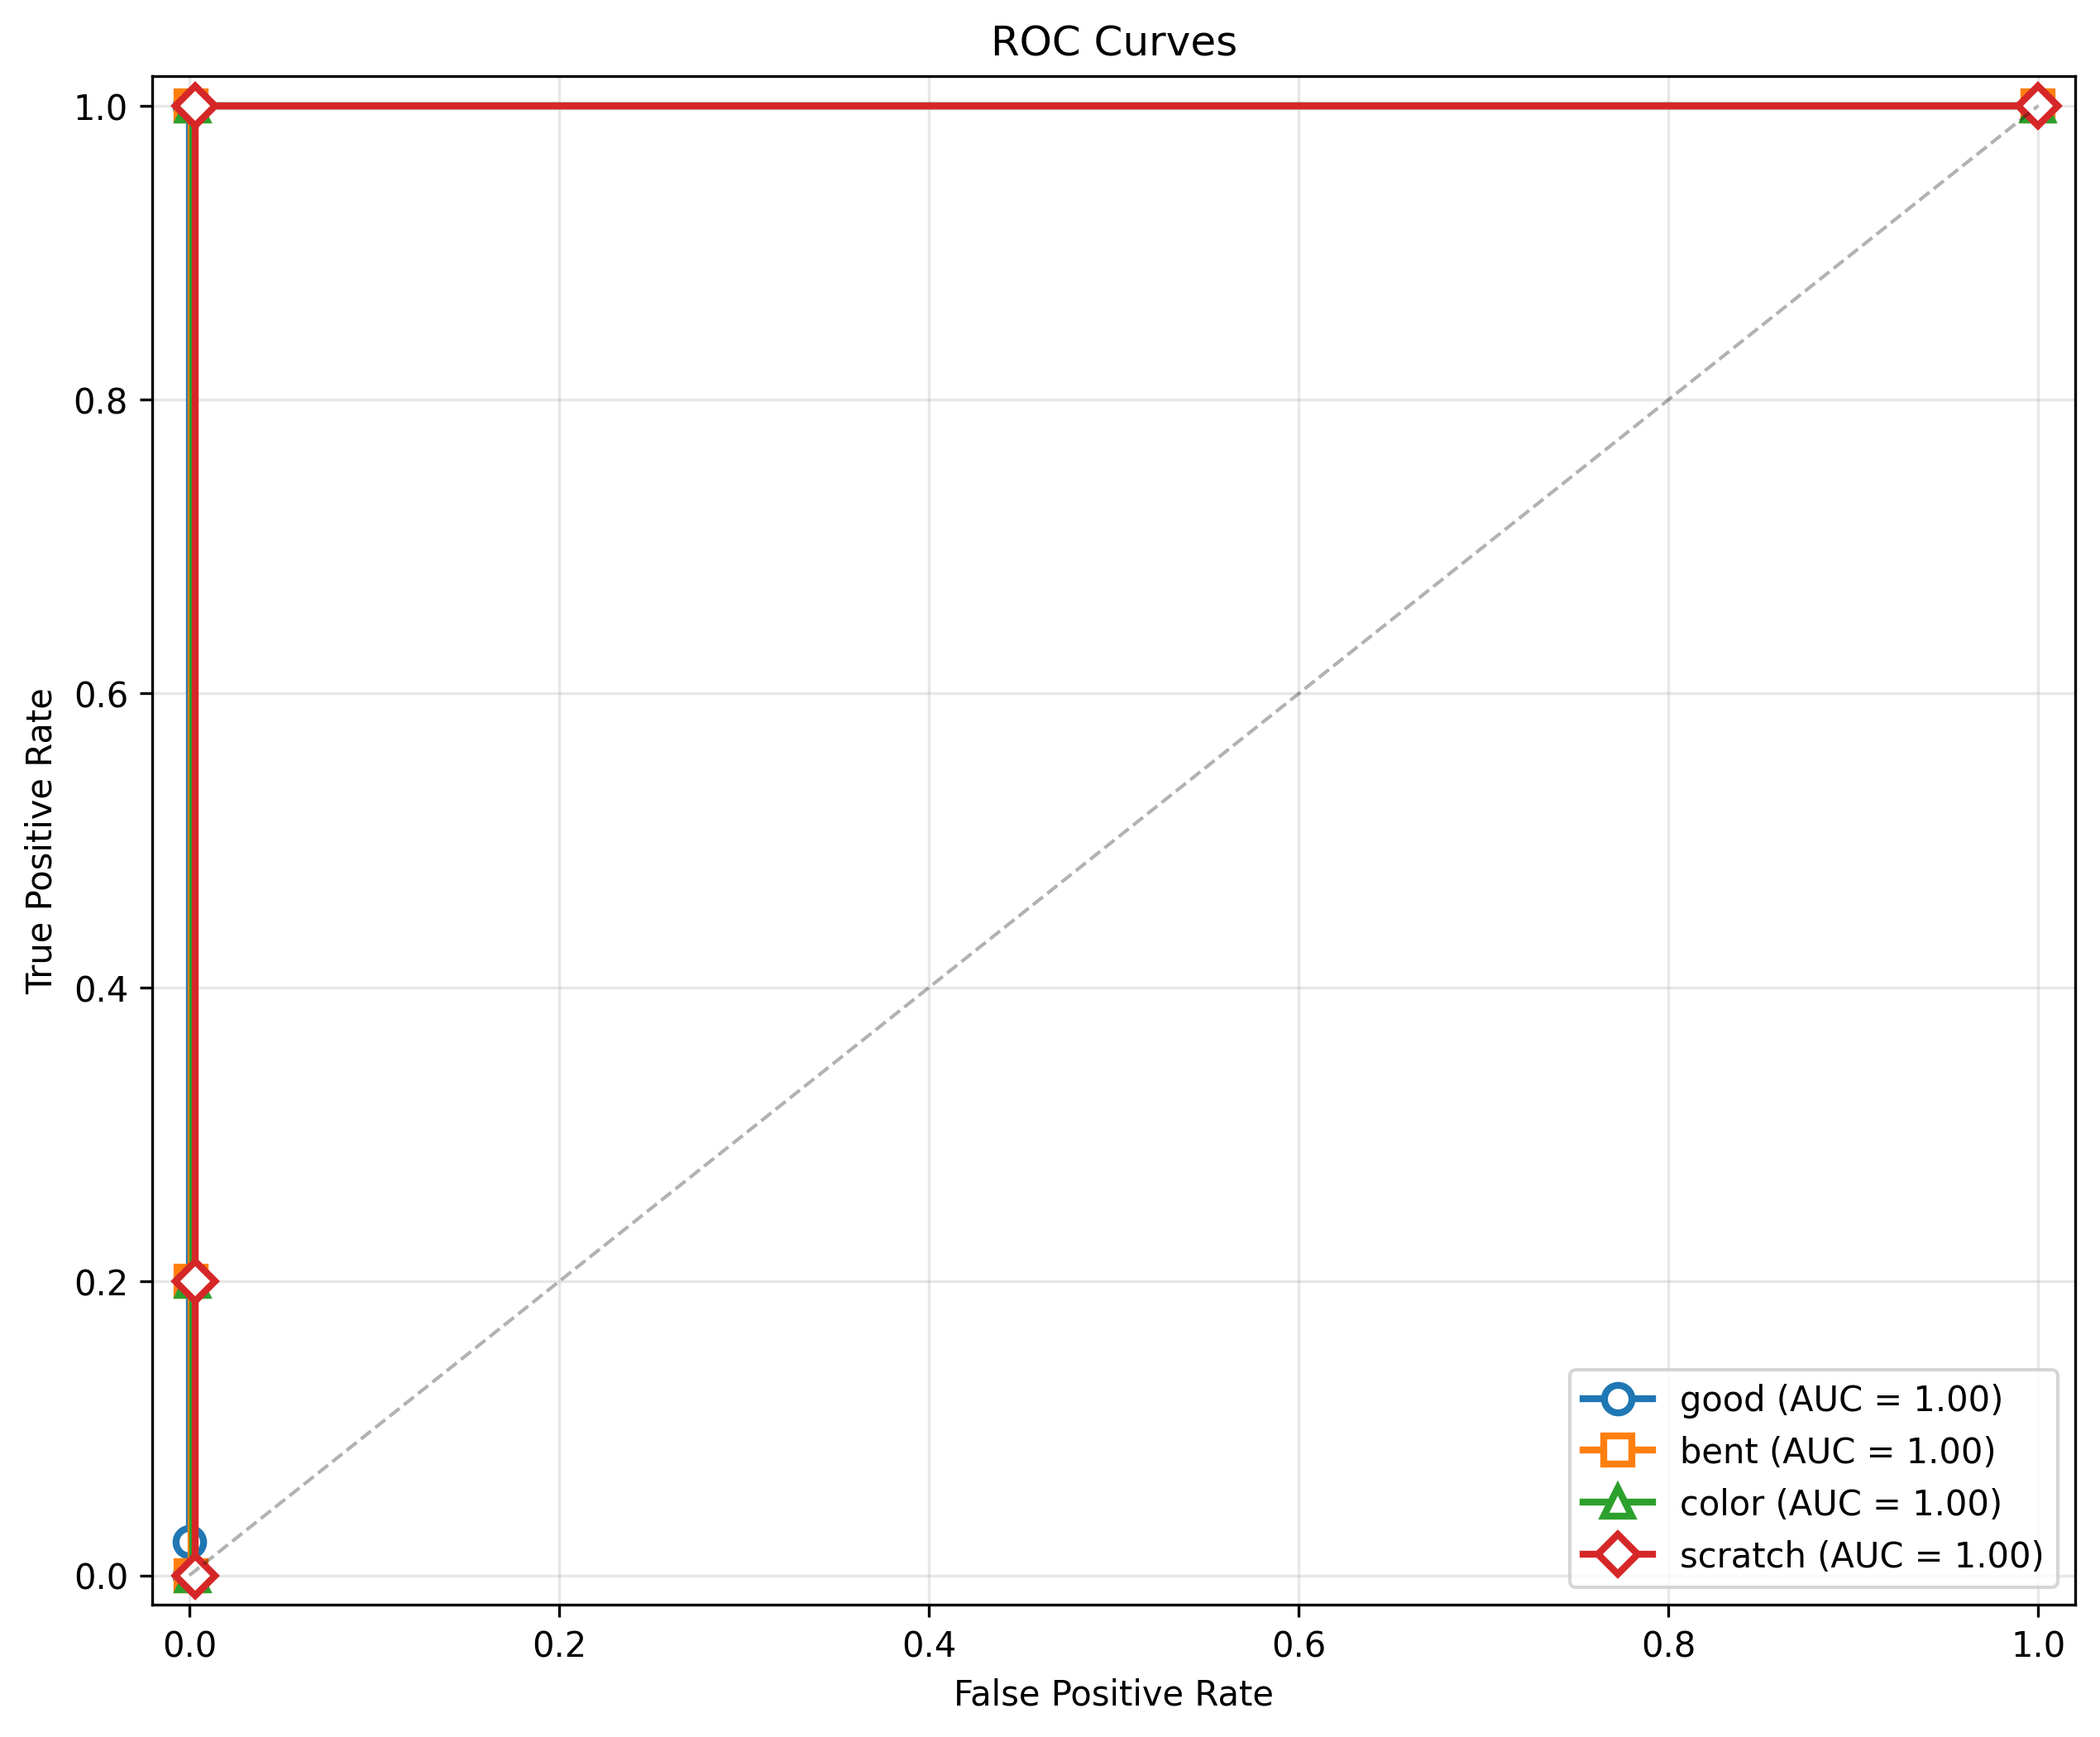 ROC Curves
True Positive Rate
1.0
0.8
0.6
0.4
0.2
0.0
0.0 0.2 0.4 0.6 0.8 1.0
False Positive Rate
good (AUC = 1.00)
bent (AUC = 1.00)
color (AUC = 1.00)
scratch (AUC = 1.00)